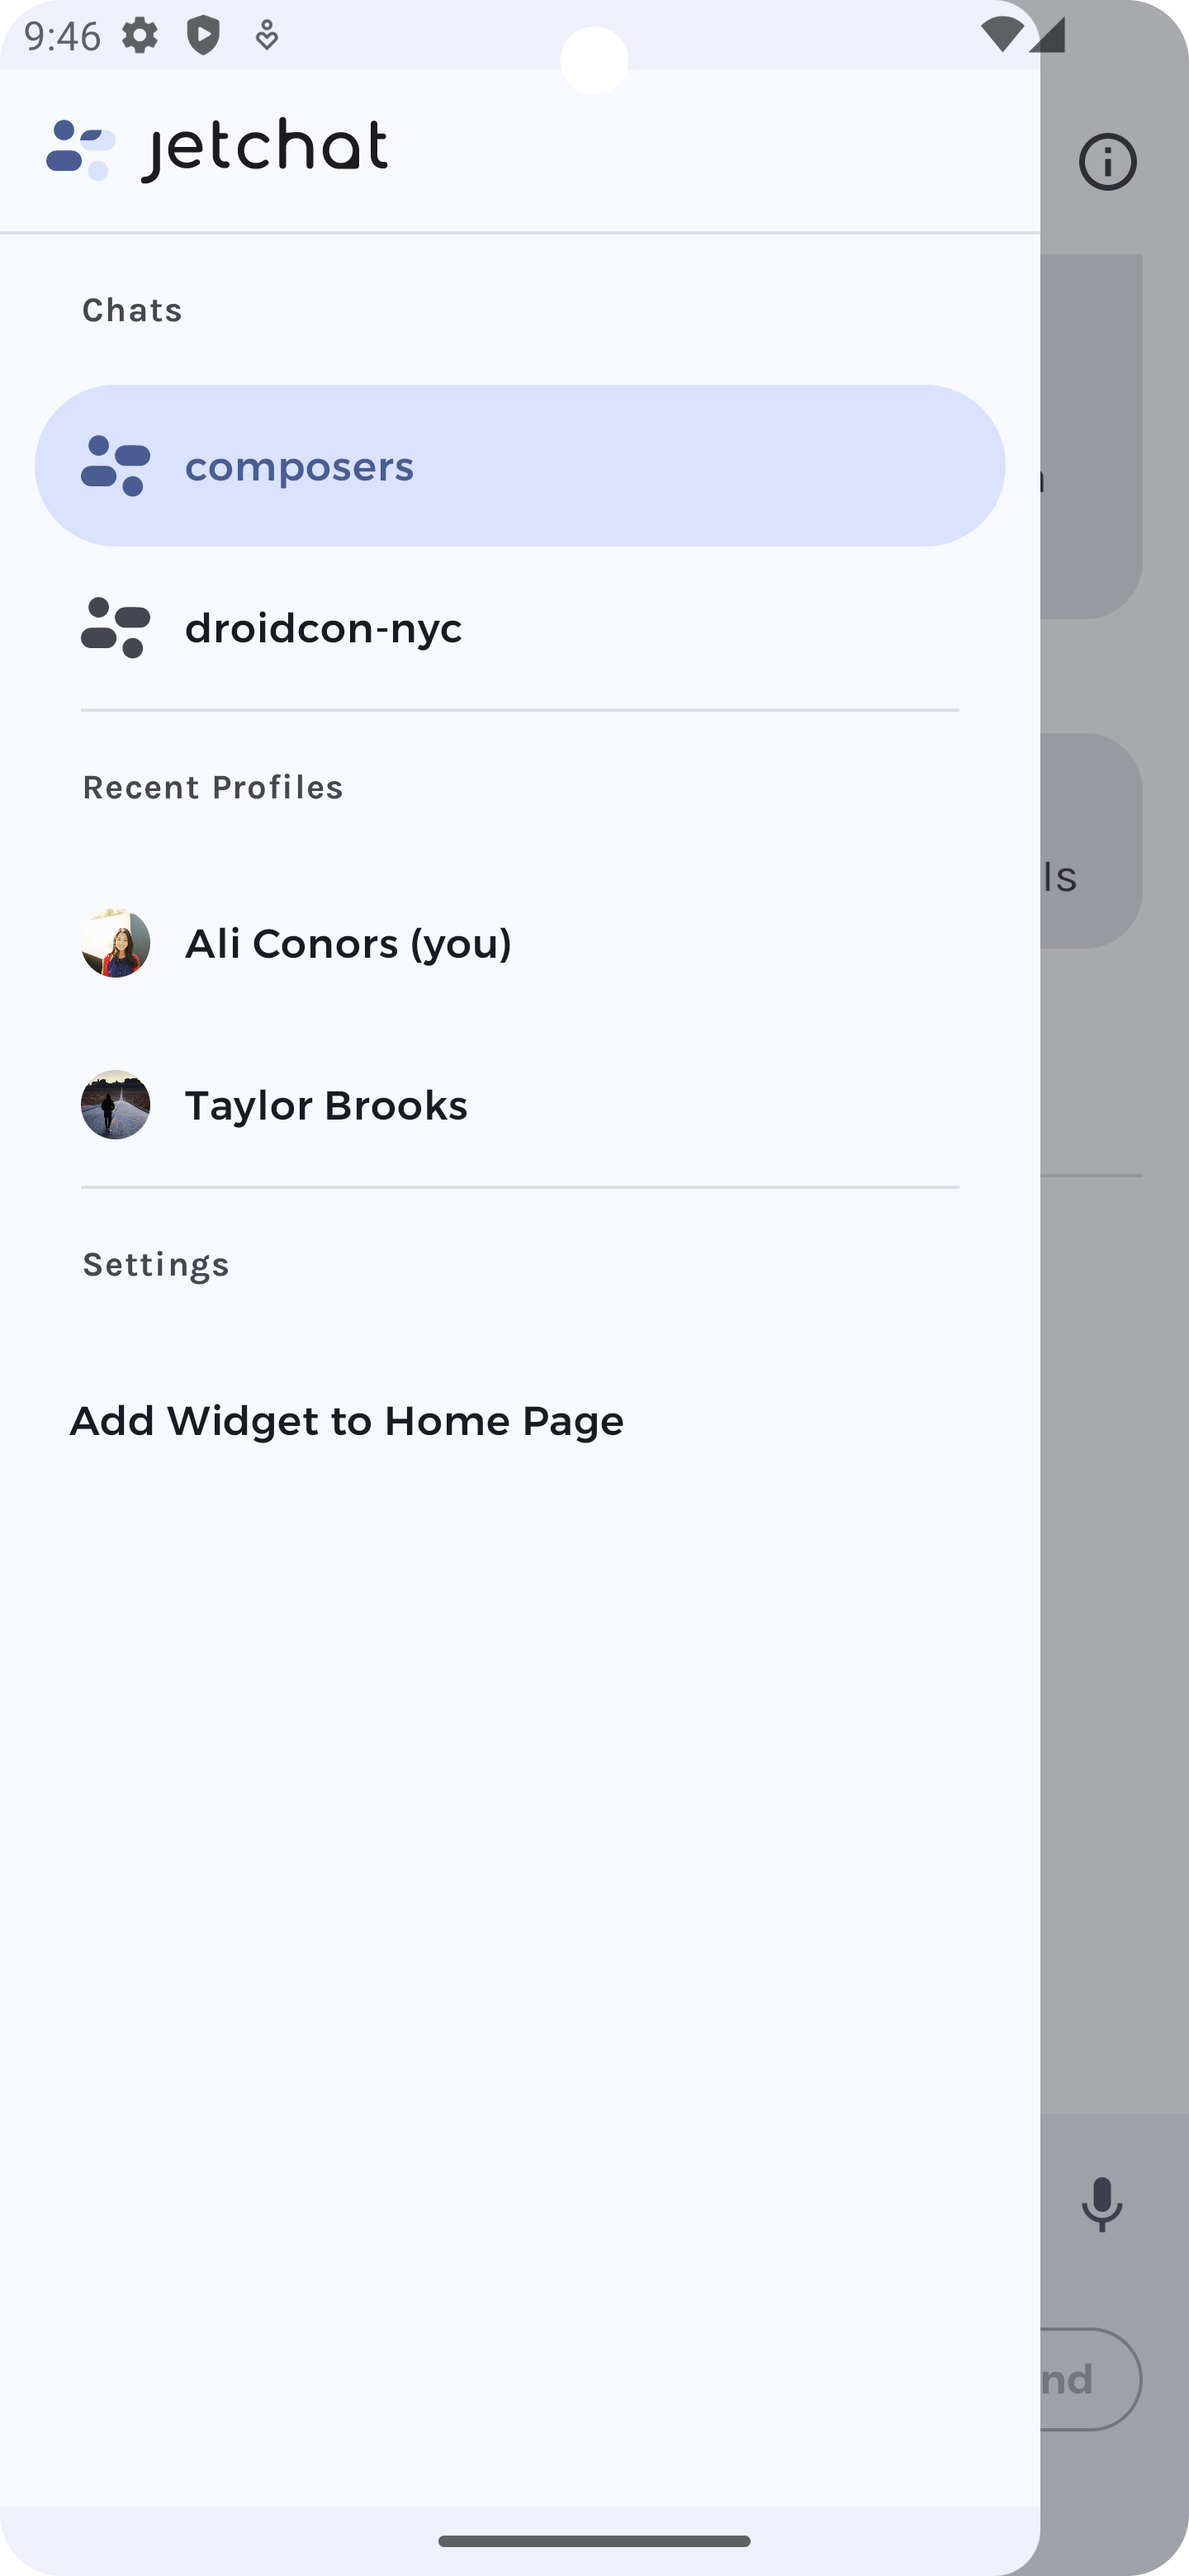 9:46
jetchat
Chats
composers
droidcon-nyc
Recent Profiles
ls
Ali Conors (you)
Taylor Brooks
Settings
Add Widget to Home Page
nd